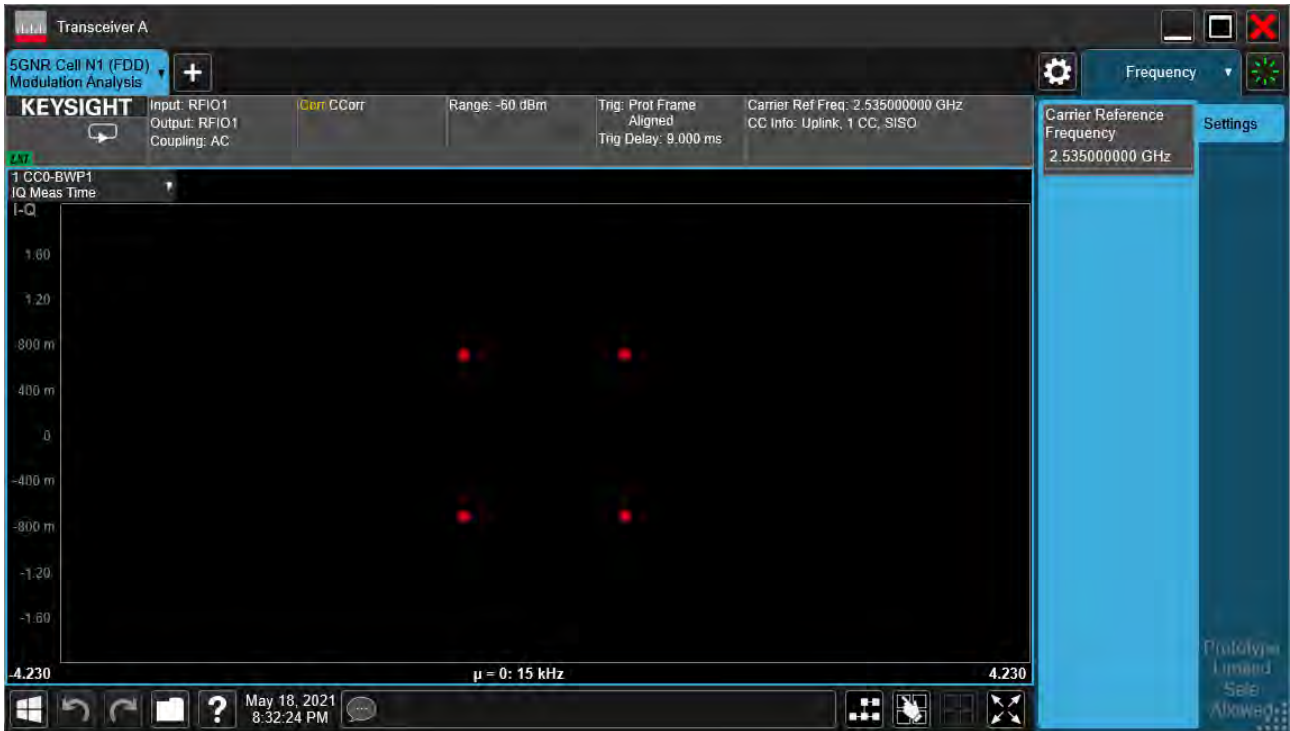 Transceiver A
5GNR Cell N1 (FDD)
Modulation Analysis
+
Frequency
KEYSIGHT
Input: RFIO1
Output: RFIO1
Coupling: AC
Corr CCorr
Range: -60 dBm
Trig: Prot Frame
Aligned
Trig Delay: 9.000 ms
Carrier Ref Freq: 2.535000000 GHz
CC Info: Uplink, 1 CC, SISO
LXI
Carrier Reference
Frequency
2.535000000 GHz
Settings
1 CC0-BWP1
IQ Meas Time
I-Q
1.60
1.20
800 m
400 m
0
-400 m
-800 m
-1.20
-1.60
-4.230
µ = 0: 15 kHz
4.230
Prototype
Limited
Sale
Allowed
?
May 18, 2021
8:32:24 PM